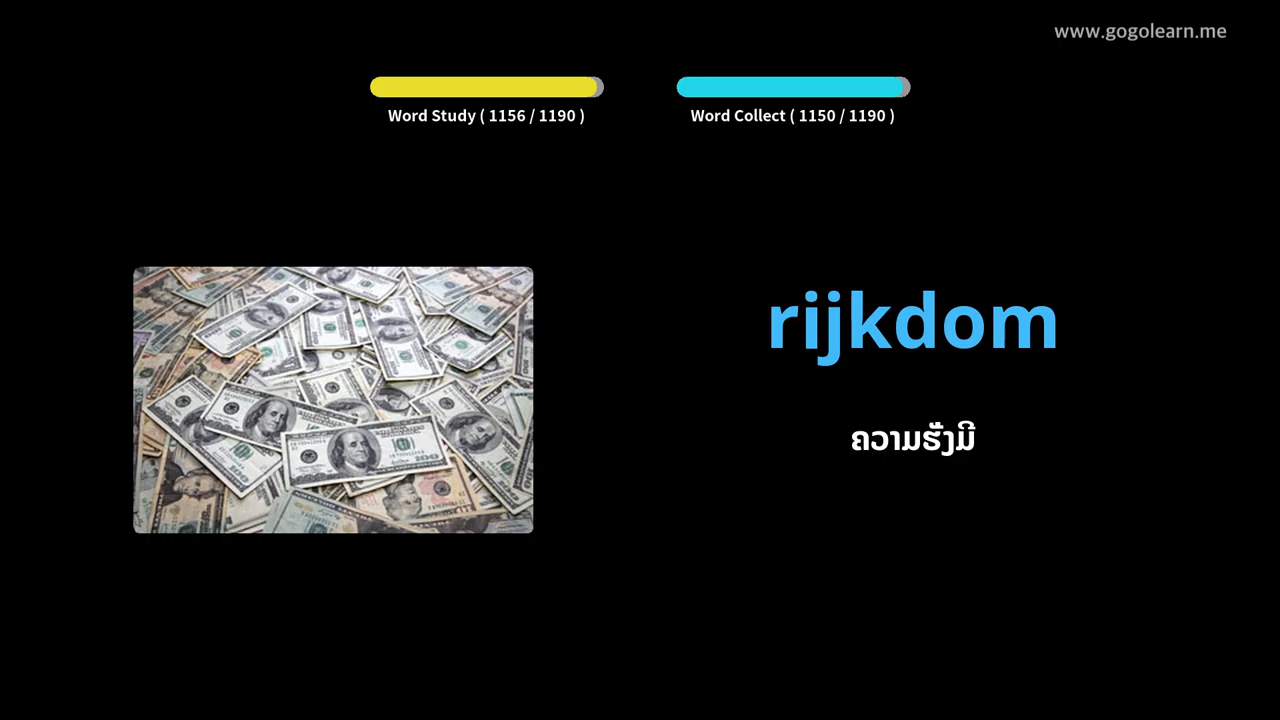 www.gogolearn.me
Word Study ( 1156 / 1190 )
Word Collect ( 1150 / 1190 )
rijkdom
ຄວາມຮັ່ງມີ